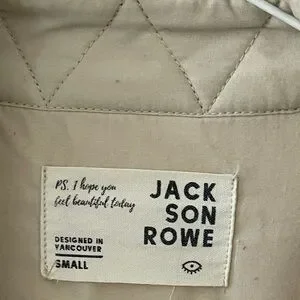 PS. I hope you
feel beautiful today
JACK
SON
ROWE
DESIGNED IN
VANCOUVER
SMALL